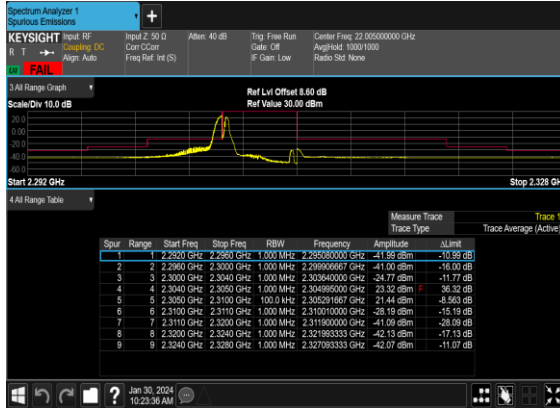 Spectrum Analyzer 1
Spurious Emissions
+
KEYSIGHT Input: RF Input Z: 50 Ω Atten: 40 dB Trig: Free Run Center Freq: 22.005000000 GHz
R T Coupling: DC Corr CCorr Gate: Off Avg|Hold: 1000/1000
Align: Auto Freq Ref: Int (S) IF Gain: Low Radio Std: None
FAIL
3 All Range Graph
Ref Lvl Offset 8.60 dB
Scale/Div 10.0 dB Ref Value 30.00 dBm
20.0
0.00
-20.0
-40.0
-60.0
Start 2.292 GHz Stop 2.328 GH
4 All Range Table
Measure Trace Trace 1
Trace Type Trace Average (Active)
Spur Range Start Freq Stop Freq RBW Frequency Amplitude ΔLimit
1 1 2.2920 GHz 2.2960 GHz 1.000 MHz 2.295080000 GHz -41.99 dBm -10.99 dB
2 2 2.2960 GHz 2.3000 GHz 1.000 MHz 2.299906667 GHz -41.00 dBm -16.00 dB
3 3 2.3000 GHz 2.3040 GHz 1.000 MHz 2.303640000 GHz -24.77 dBm -11.77 dB
4 4 2.3040 GHz 2.3050 GHz 1.000 MHz 2.304995000 GHz 23.32 dBm F 36.32 dB
5 5 2.3050 GHz 2.3100 GHz 100.0 kHz 2.305291667 GHz 21.44 dBm -8.563 dB
6 6 2.3100 GHz 2.3110 GHz 1.000 MHz 2.310010000 GHz -28.19 dBm -15.19 dB
7 7 2.3110 GHz 2.3200 GHz 1.000 MHz 2.311900000 GHz -41.09 dBm -28.09 dB
8 8 2.3200 GHz 2.3240 GHz 1.000 MHz 2.321993333 GHz -42.13 dBm -17.13 dB
9 9 2.3240 GHz 2.3280 GHz 1.000 MHz 2.327093333 GHz -42.07 dBm -11.07 dB
? Jan 30, 2024
10:23:36 AM